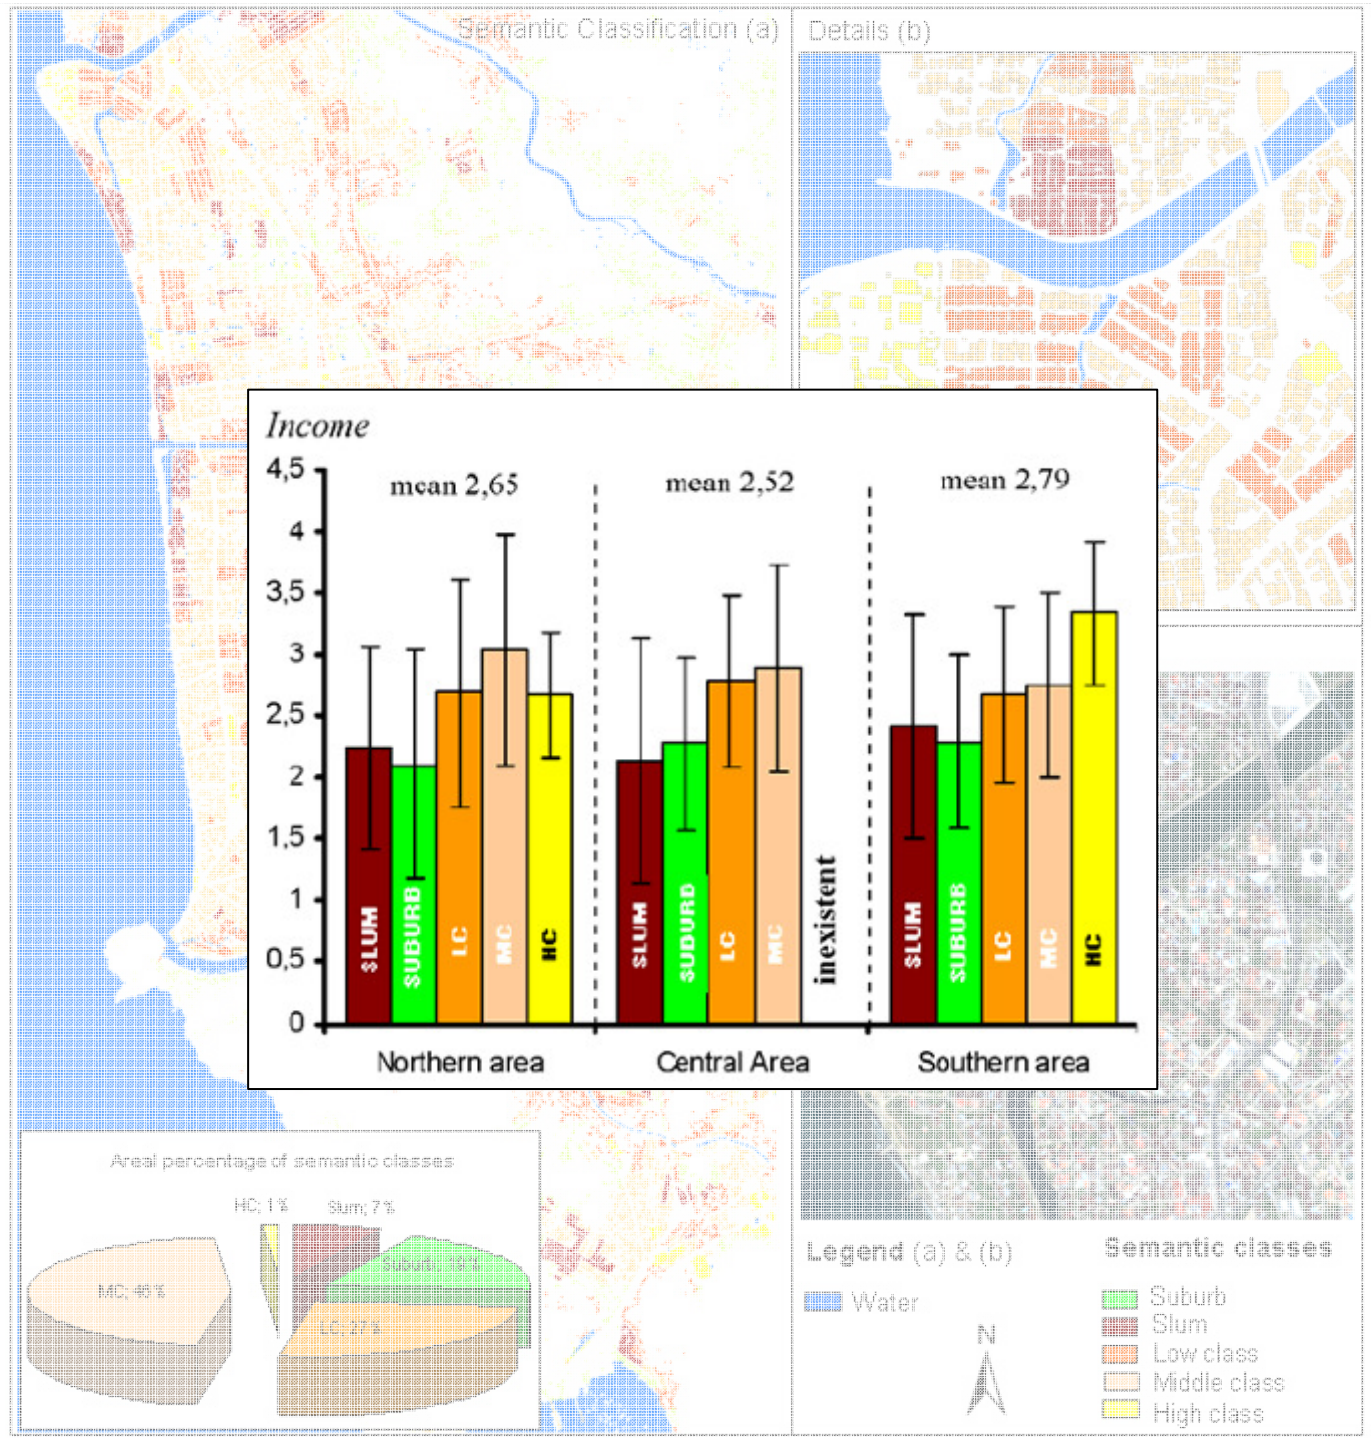 Semantic Classification (a)
Details (b)
Income
4,5
4
3,5
3
2,5
2
1,5
1
0,5
0
mean 2,65
mean 2,52
mean 2,79
SLUM
SUBURB
LC
MC
HC
SLUM
SUBURB
LC
MC
inexistent
SLUM
SUBURB
LC
MC
HC
Northern area
Central Area
Southern area
Areal percentage of semantic classes
HC; 1 %
Slum; 7 %
MC; 46 %
Legend (a) & (b)
Water
N
Semantic classes
Suburb
Slum
Low class
Middle class
High class